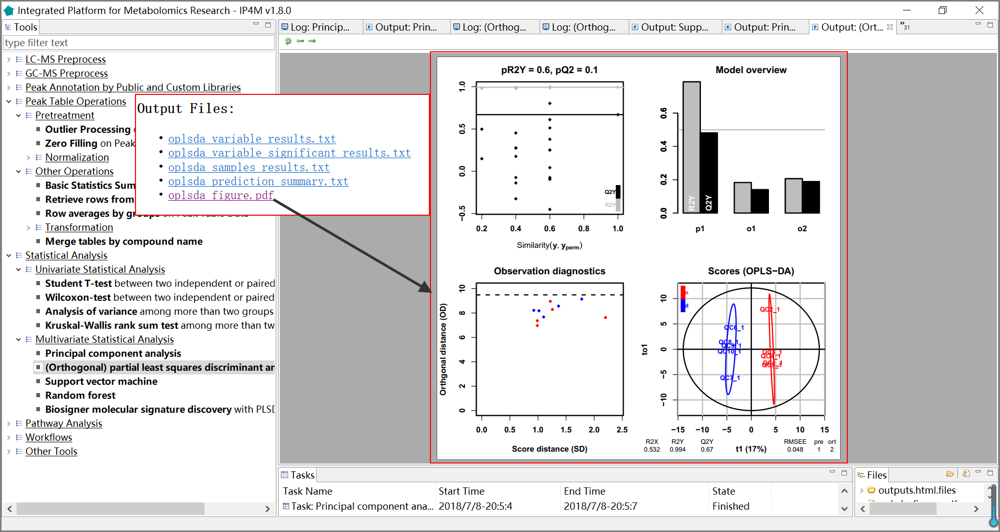 Integrated Platform for Metabolomics Research - IP4M v1.8.0
Tools
type filter text
LC-MS Preprocess
GC-MS Preprocess
Peak Annotation by Public and Custom Libraries
Peak Table Operations
Pretreatment
Outlier Processing
Zero Filling on Peak
Normalization
Other Operations
Basic Statistics Sum
Retrieve rows from
Row averages by groups on Peak Table Data
Transformation
Merge tables by compound name
Statistical Analysis
Univariate Statistical Analysis
Student T-test between two independent or paired
Wilcoxon-test between two independent or paired
Analysis of variance among more than two groups
Kruskal-Wallis rank sum test among more than tw
Multivariate Statistical Analysis
Principal component analysis
(Orthogonal) partial least squares discriminant an
Support vector machine
Random forest
Biosigner molecular signature discovery with PLSD
Pathway Analysis
Workflows
Other Tools
Output Files:
• oplsda_variable_results.txt
• oplsda_variable_significant_results.txt
• oplsda_samples_results.txt
• oplsda_prediction_summary.txt
• oplsda_figure.pdf
Log: Princip...
Output: Prin...
Log: (Orthog...
Log: (Orthog...
Output: Supp...
Output: Prin...
Output: (Ort...
»31
pR2Y = 0.6, pQ2 = 0.1
1.0
0.5
0.0
−0.5
Q2Y
R2Y
0.2 0.4 0.6 0.8 1.0
Similarity(y, yperm)
Model overview
0.6
0.4
0.2
0.0
R2Y
Q2Y
p1 o1 o2
Observation diagnostics
Orthgonal distance (OD)
10
8
6
4
2
0
0.0 0.5 1.0 1.5 2.0 2.5
Score distance (SD)
Scores (OPLS−DA)
to1
10
5
0
−5
−10
n
d
QC2_1
QC6_1
QC8_1
QC9_1
QC10_1
QC7_1
QC3_1
QC4_1
QC5_1
−15 −10 −5 0 5 10 15
R2X R2Y Q2Y RMSEE pre ort
0.532 0.994 0.67 t1 (17%) 0.048 1 2
Tasks
Task Name Start Time End Time State
Task: Principal component ana... 2018/7/8-20:5:4 2018/7/8-20:5:7 Finished
Files
outputs.html.files